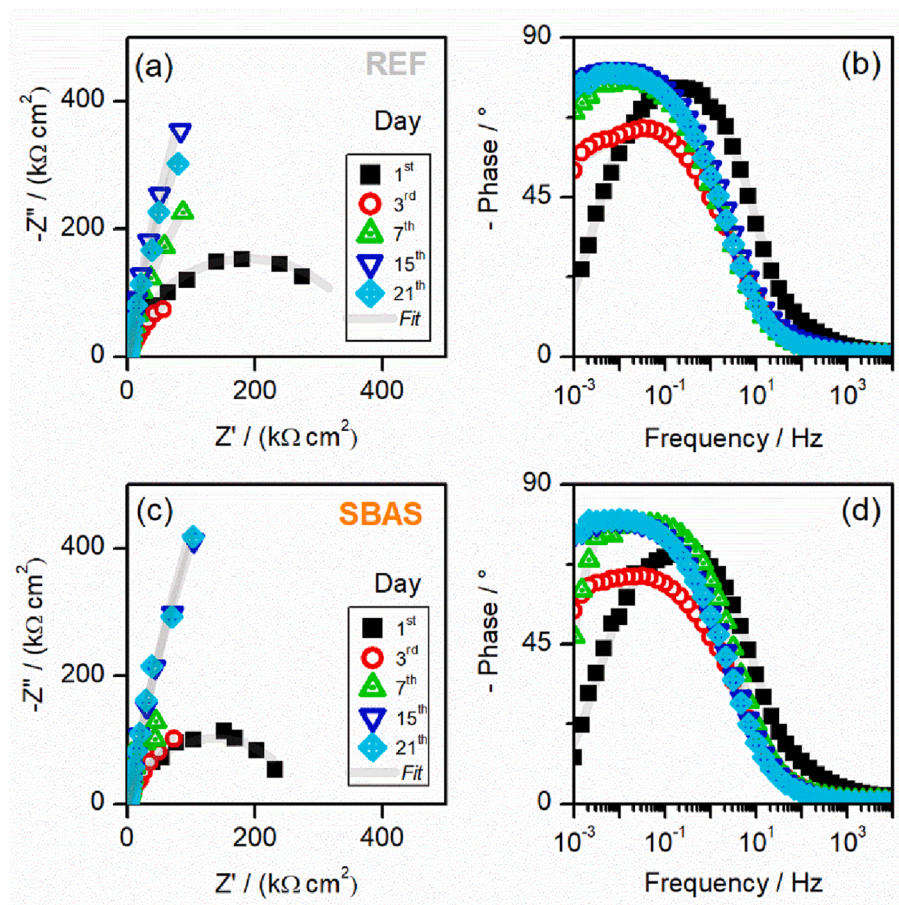 (a)
REF
-Z" / (kΩ cm²)
400
200
0
0
200
400
Z' / (kΩ cm²)
Day
1st
3rd
7th
15th
21th
Fit
(b)
- Phase / °
90
45
0
10⁻³
10⁻¹
10¹
10³
Frequency / Hz
(c)
SBAS
-Z" / (kΩ cm²)
400
200
0
0
200
400
Z' / (kΩ cm²)
Day
1st
3rd
7th
15th
21th
Fit
(d)
- Phase / °
90
45
0
10⁻³
10⁻¹
10¹
10³
Frequency / Hz